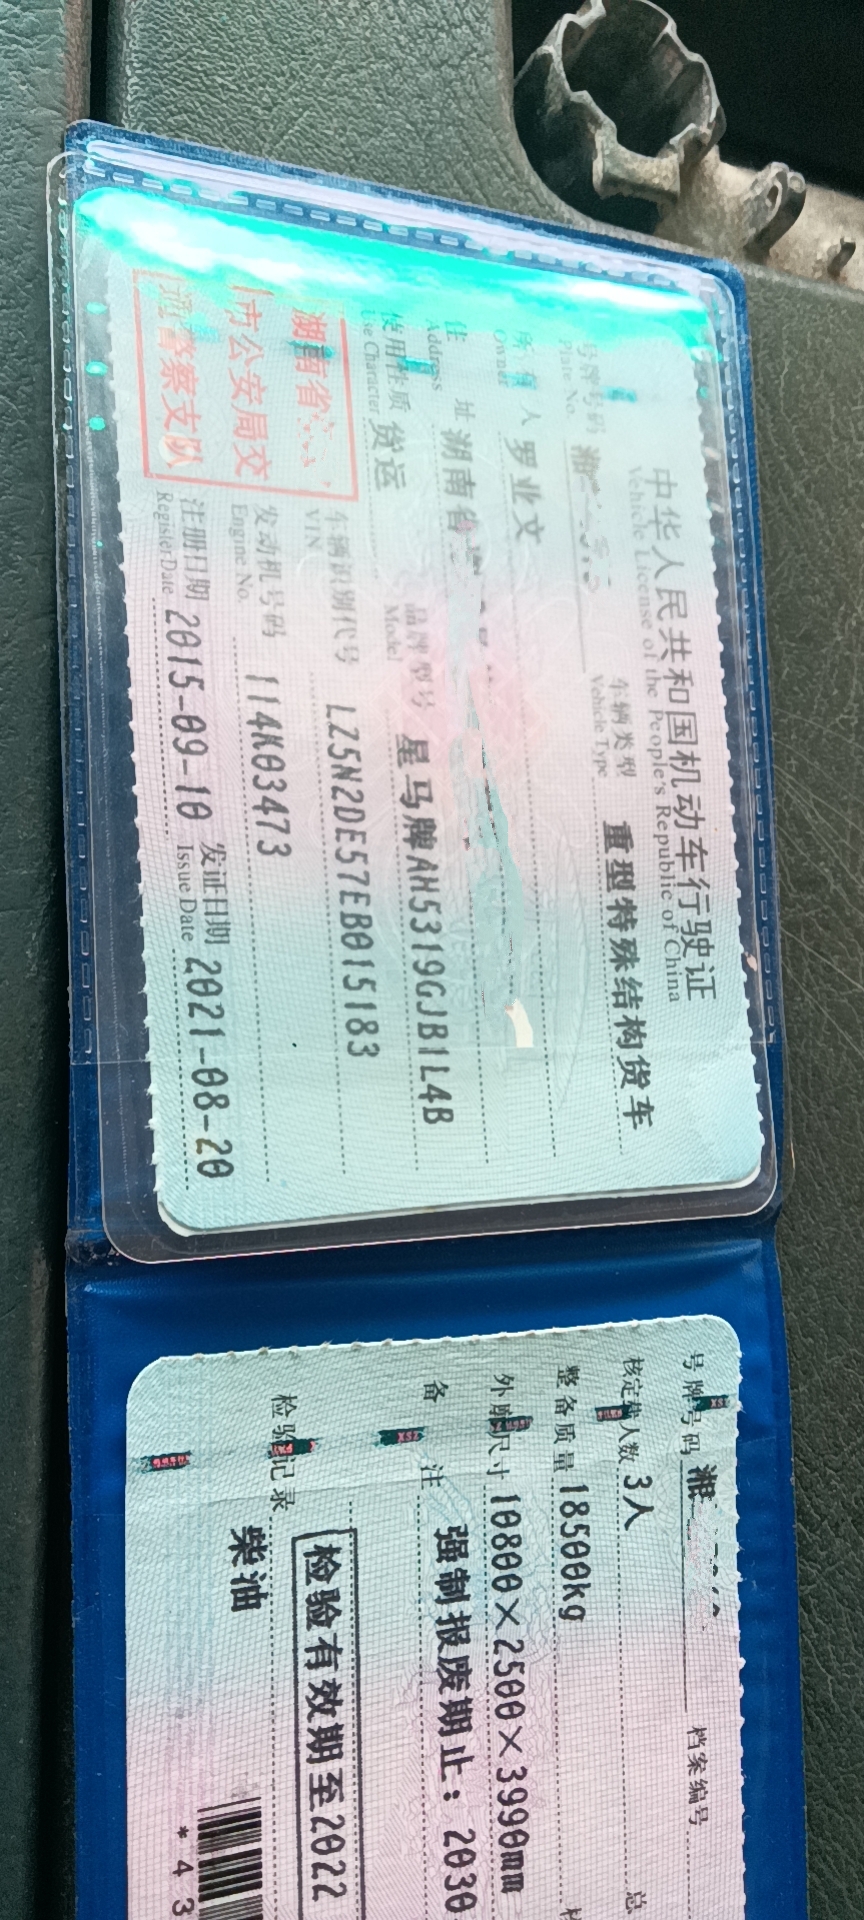 中华人民共和国机动车行驶证
Vehicle License of the People's Republic of China
号牌号码 湘
Plate No.
车辆类型 重型特殊结构货车
Vehicle Type
所有人 罗业文
Owner
住址 湖南省
Address
使用性质 货运
Use Character
品牌型号 星马牌AH5319GJB1L4B
Model
湖南省
市公安局交
通警察支队
车辆识别代号 LZ5N2DE57EB015183
VIN
发动机号码 114K03473
Engine No.
注册日期 2015-09-10
Register Date
发证日期 2021-08-20
Issue Date
号牌号码 湘
档案编号
核定载人数 3人
总
整备质量 18500kg
核
外廓尺寸 10800×2500×3990mm
备注 强制报废期止：2030
检验有效期至2022
检验记录
柴油
*43